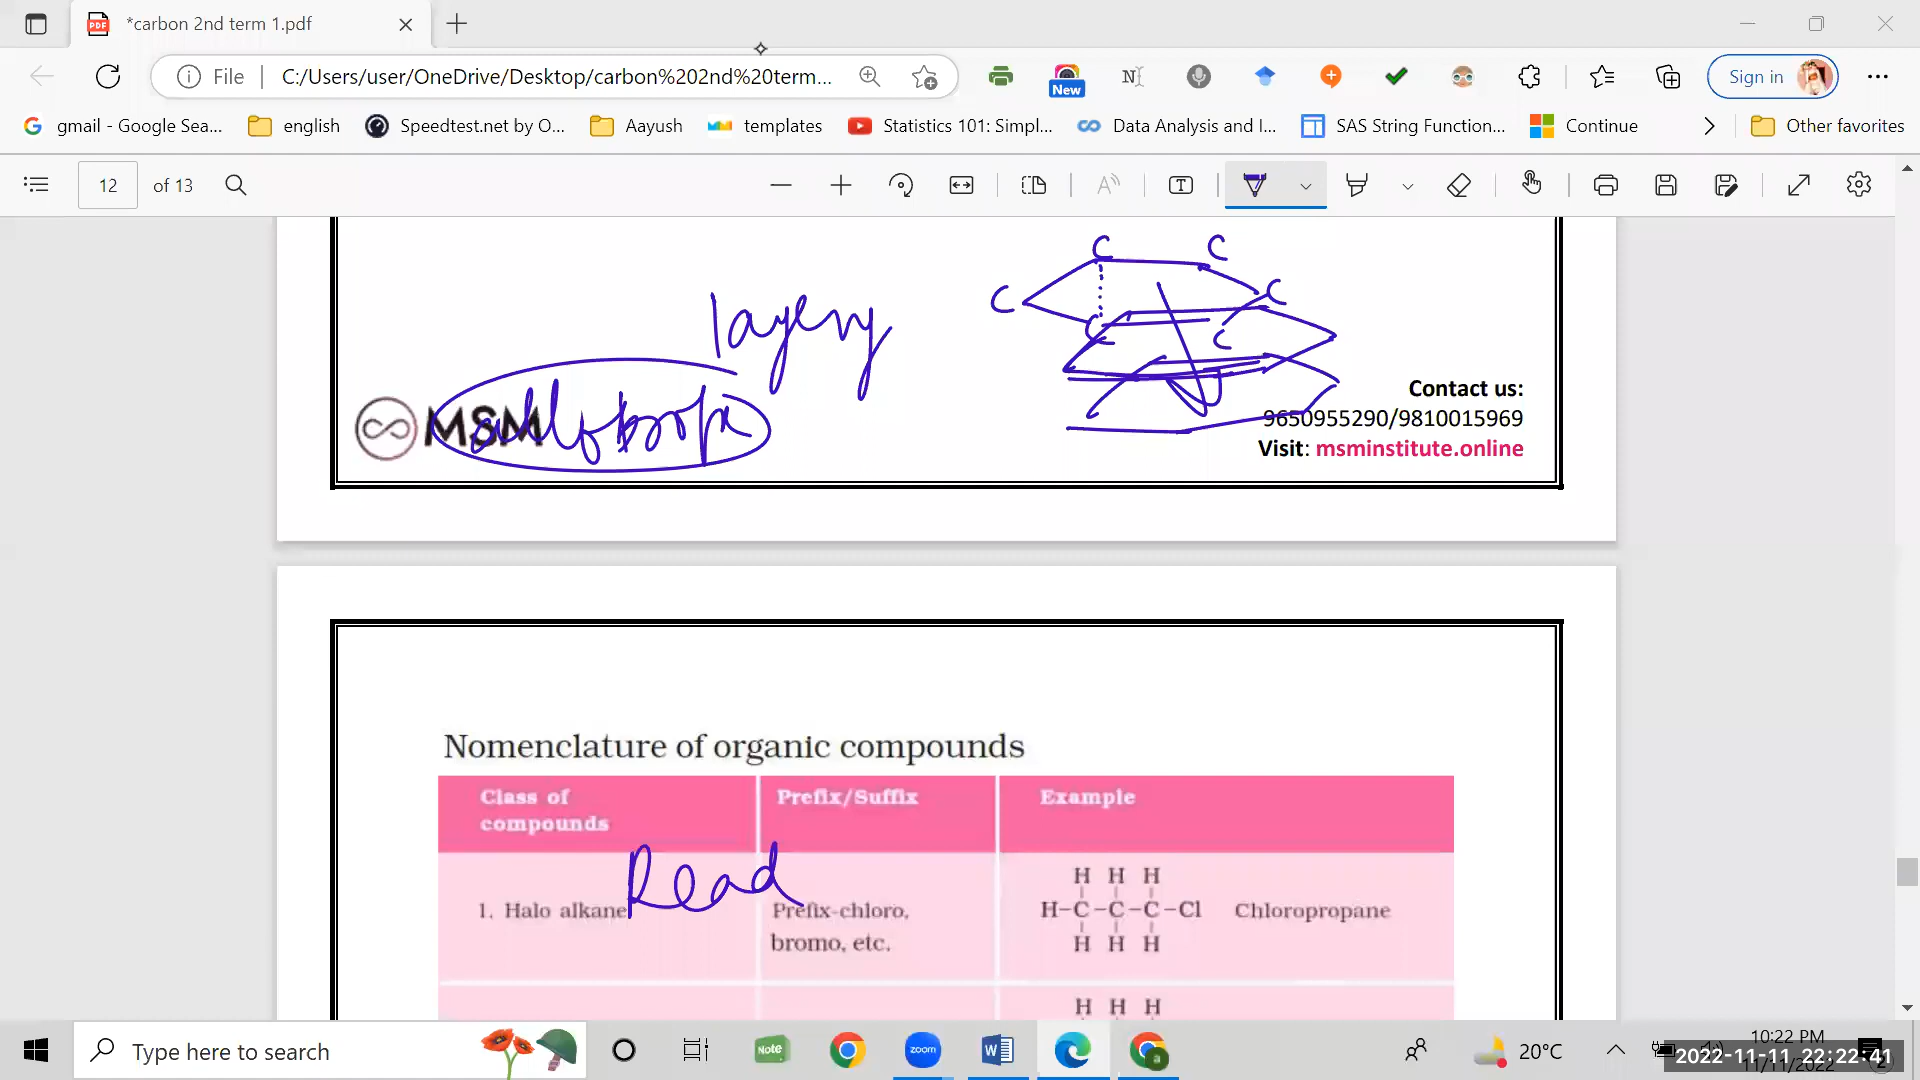 *carbon 2nd term 1.pdf
File
C:/Users/user/OneDrive/Desktop/carbon%202nd%20term...
New
Sign in
gmail - Google Sea...
english
Speedtest.net by O...
Aayush
templates
Statistics 101: Simpl...
Data Analysis and I...
SAS String Function...
Continue
Other favorites
12 of 13
C C
C C
C C
MSM
Contact us:
9650955290/9810015969
Visit: msminstitute.online
Nomenclature of organic compounds
Class of compounds Prefix/Suffix Example
Read
1. Halo alkane
Prefix-chloro,
bromo, etc.
H H H
H-C-C-C-Cl Chloropropane
H H H
H H H
Type here to search
Note
zoom
20°C
10:22 PM
2022-11-11 22:22:41